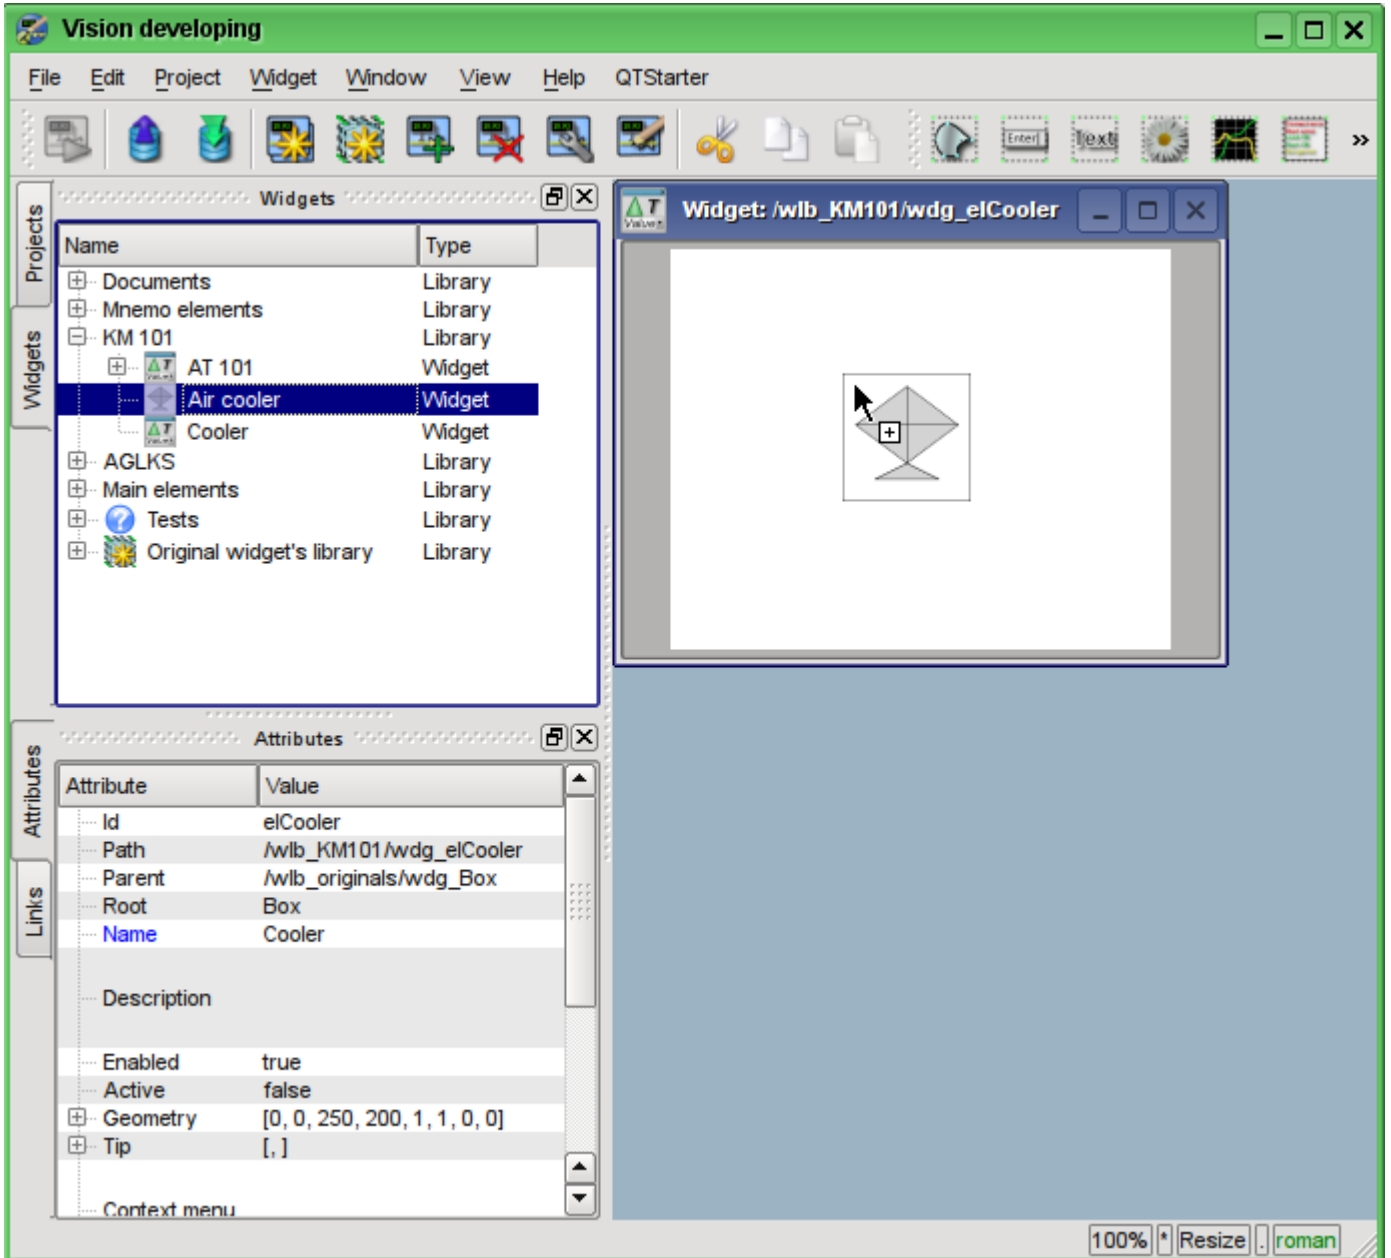 Vision developing
File Edit Project Widget Window View Help QTStarter
Enter Text »
Projects
Widgets
Widgets
Name Type
Documents Library
Mnemo elements Library
KM 101 Library
AT 101 Widget
Air cooler Widget
Cooler Widget
AGLKS Library
Main elements Library
Tests Library
Original widget's library Library
Widget: /wlb_KM101/wdg_elCooler
Attributes
Links
Attributes
Attribute Value
Id elCooler
Path /wlb_KM101/wdg_elCooler
Parent /wlb_originals/wdg_Box
Root Box
Name Cooler
Description
Enabled true
Active false
Geometry [0, 0, 250, 200, 1, 1, 0, 0]
Tip [, ]
Context menu
100% * Resize . roman